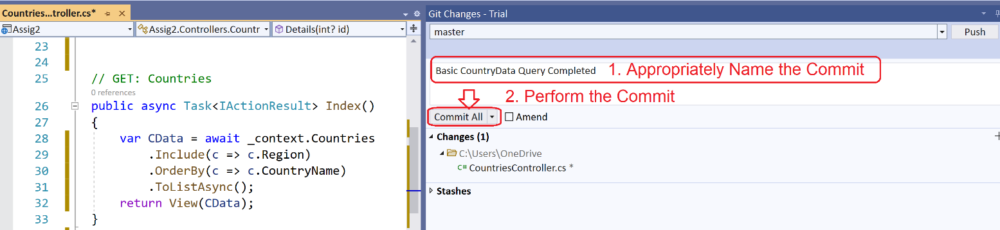 Countries...troller.cs*
Assig2
Assig2.Controllers.Countr
Details(int? id)
23
24
25 // GET: Countries
0 references
26 public async Task<IActionResult> Index()
27 {
28 var CData = await _context.Countries
29 .Include(c => c.Region)
30 .OrderBy(c => c.CountryName)
31 .ToListAsync();
32 return View(CData);
33 }
Git Changes - Trial
master
Push
Basic CountryData Query Completed
1. Appropriately Name the Commit
2. Perform the Commit
Commit All
Amend
Changes (1)
C:\Users\OneDrive
C# CountriesController.cs *
Stashes